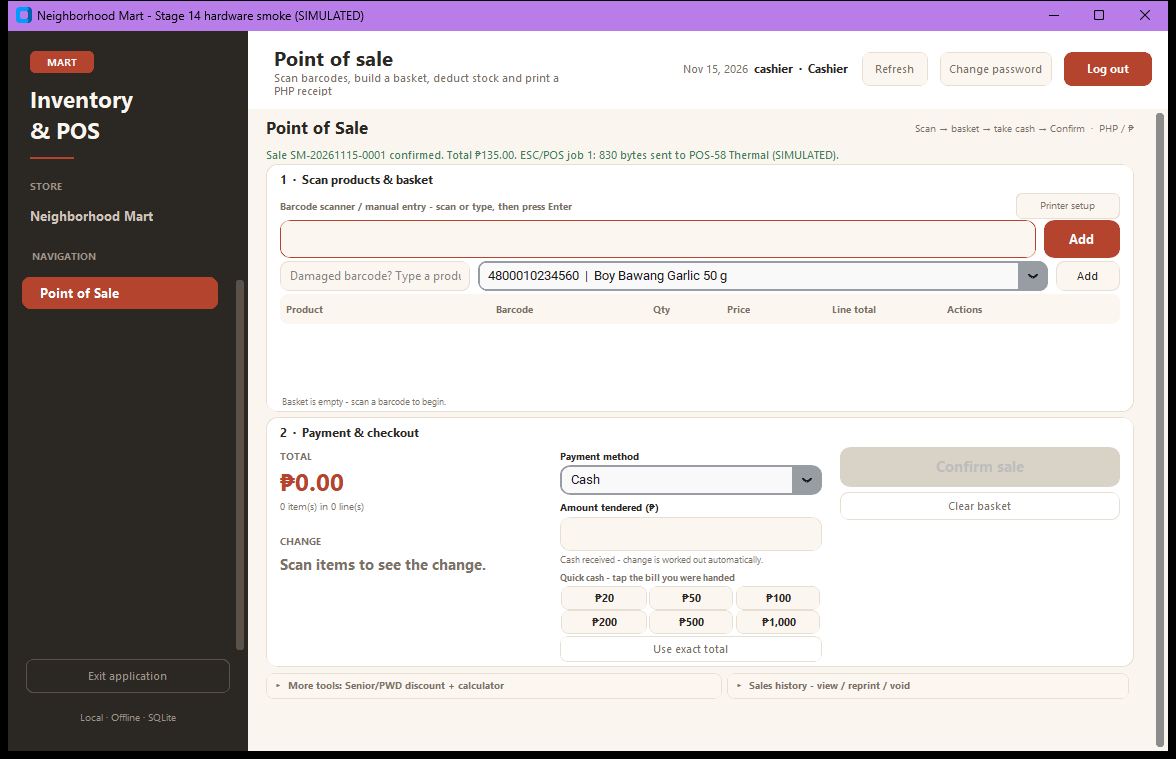 Neighborhood Mart - Stage 14 hardware smoke (SIMULATED)
MART
Inventory
& POS
STORE
Neighborhood Mart
NAVIGATION
Point of Sale
Exit application
Local · Offline · SQLite
Point of sale
Scan barcodes, build a basket, deduct stock and print a
PHP receipt
Nov 15, 2026 cashier · Cashier
Refresh
Change password
Log out
Point of Sale
Scan → basket → take cash → Confirm · PHP / ₱
Sale SM-20261115-0001 confirmed. Total ₱135.00. ESC/POS job 1: 830 bytes sent to POS-58 Thermal (SIMULATED).
1 · Scan products & basket
Barcode scanner / manual entry - scan or type, then press Enter
Printer setup
Add
Damaged barcode? Type a produ
4800010234560 | Boy Bawang Garlic 50 g
Add
Product Barcode Qty Price Line total Actions
Basket is empty - scan a barcode to begin.
2 · Payment & checkout
TOTAL
₱0.00
0 item(s) in 0 line(s)
CHANGE
Scan items to see the change.
Payment method
Cash
Amount tendered (₱)
Cash received - change is worked out automatically.
Quick cash - tap the bill you were handed
₱20 ₱50 ₱100
₱200 ₱500 ₱1,000
Use exact total
Confirm sale
Clear basket
‣ More tools: Senior/PWD discount + calculator
‣ Sales history - view / reprint / void